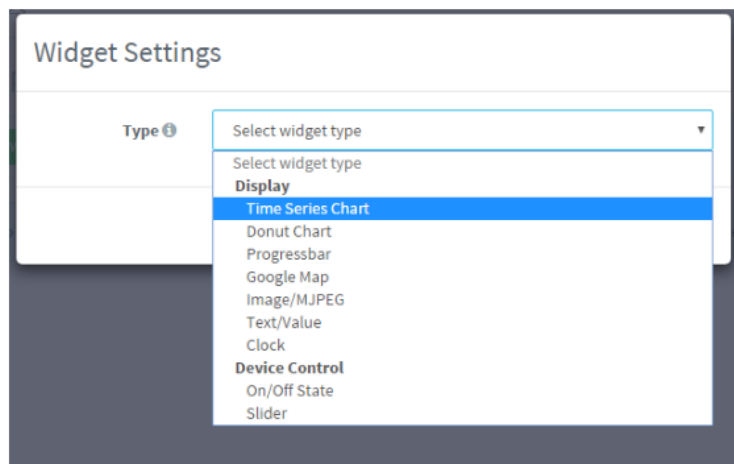 Widget Settings
Type
Select widget type
Select widget type
Display
Time Series Chart
Donut Chart
Progressbar
Google Map
Image/MJPEG
Text/Value
Clock
Device Control
On/Off State
Slider